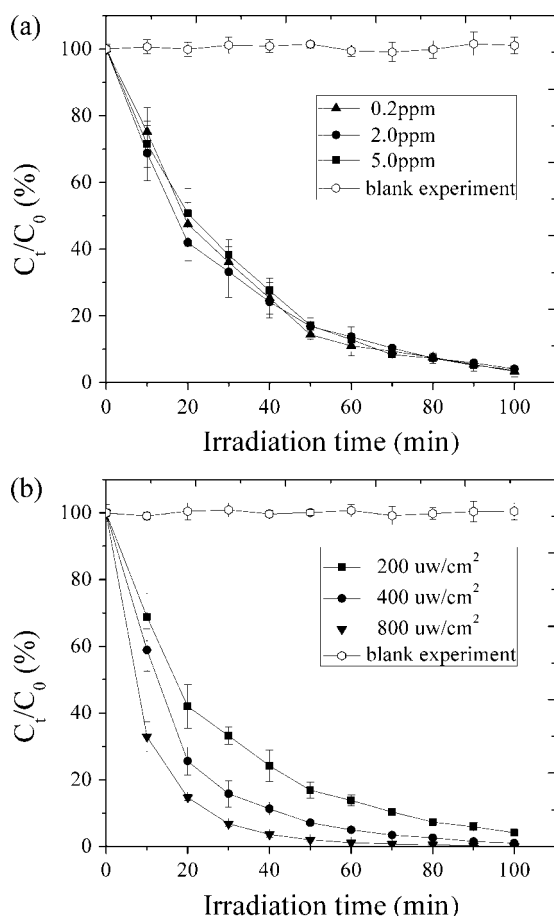 (a)
100
80
60
40
20
0
C_t/C_0 (%)
0.2ppm
2.0ppm
5.0ppm
blank experiment
0 20 40 60 80 100
Irradiation time (min)
(b)
100
80
60
40
20
0
C_t/C_0 (%)
200 uw/cm²
400 uw/cm²
800 uw/cm²
blank experiment
0 20 40 60 80 100
Irradiation time (min)